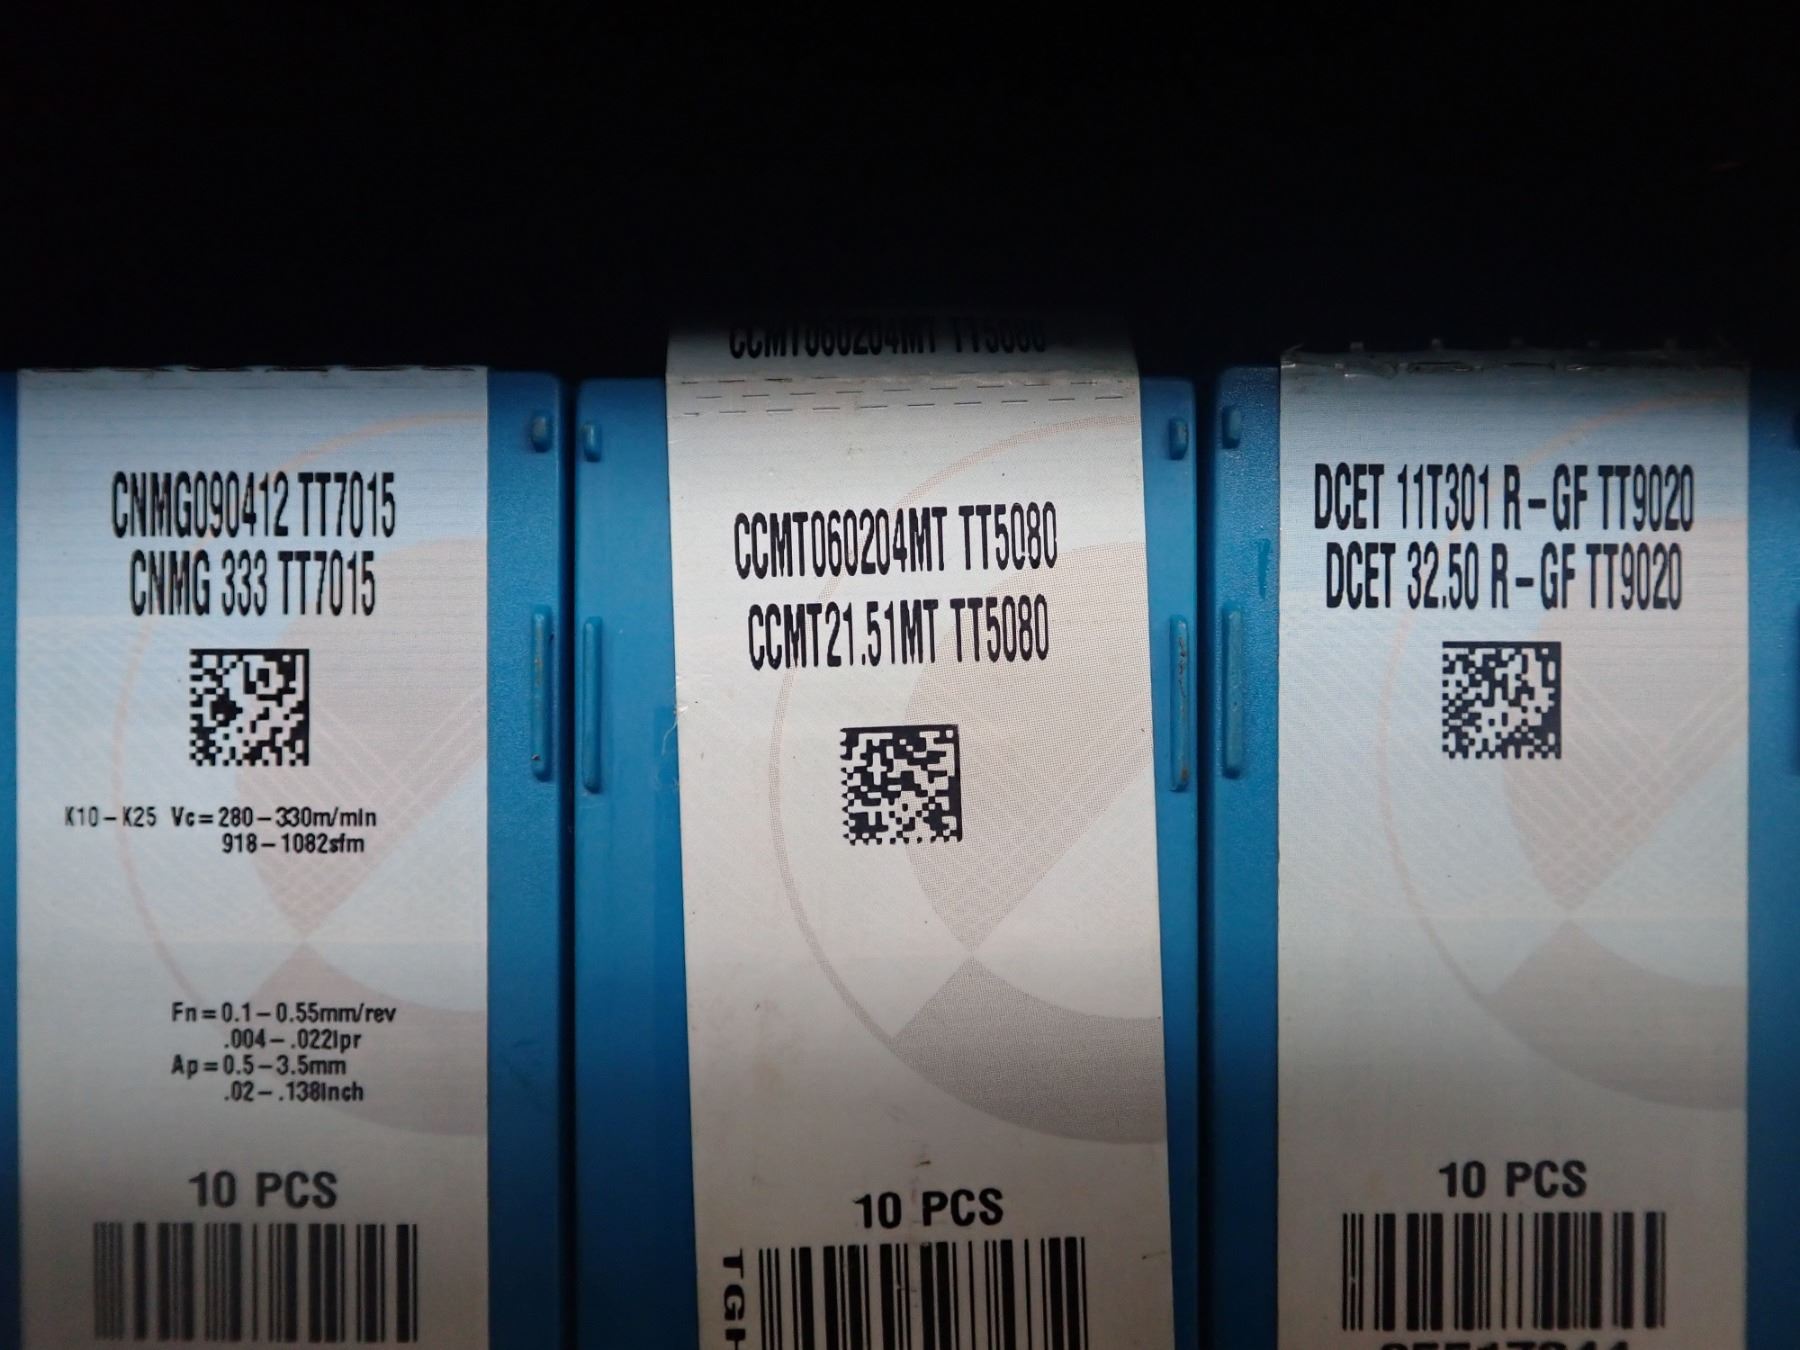 CNMG090412 TT7015
CNMG 333 TT7015
K10-K25 Vc=280-330m/min
918-1082sfm
Fn=0.1-0.55mm/rev
.004-.022ipr
Ap=0.5-3.5mm
.02-.138inch
10 PCS
CCMT060204MT TT5080
CCMT060204MT TT5080
CCMT21.51MT TT5080
10 PCS
DCET 11T301 R-GF TT9020
DCET 32.50 R-GF TT9020
10 PCS